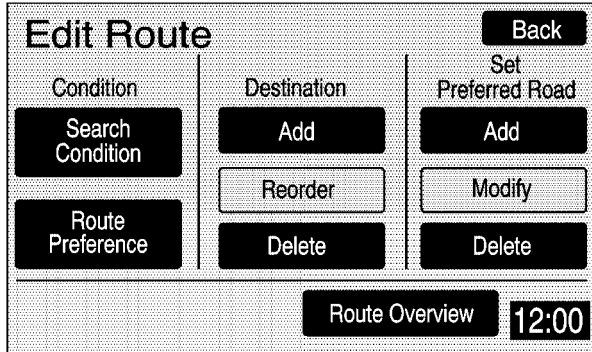 Edit Route
Back
Condition
Search
Condition
Route
Preference
Destination
Add
Reorder
Delete
Set
Preferred Road
Add
Modify
Delete
Route Overview
12:00